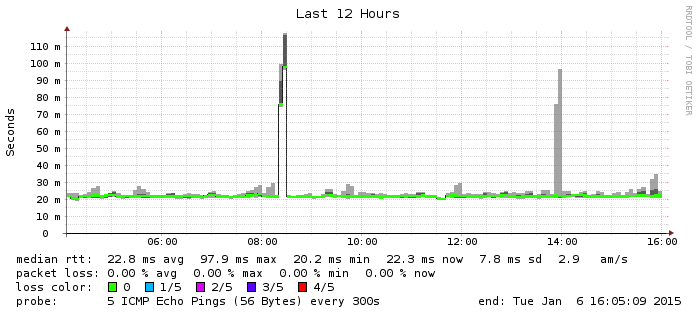 Last 12 Hours
RRDTOOL / TOBI OETIKER
Seconds
110 m
100 m
90 m
80 m
70 m
60 m
50 m
40 m
30 m
20 m
10 m
0
06:00 08:00 10:00 12:00 14:00 16:00
median rtt: 22.8 ms avg 97.9 ms max 20.2 ms min 22.3 ms now 7.8 ms sd 2.9 am/s
packet loss: 0.00 % avg 0.00 % max 0.00 % min 0.00 % now
loss color: 0 1/5 2/5 3/5 4/5
probe: 5 ICMP Echo Pings (56 Bytes) every 300s end: Tue Jan 6 16:05:09 2015